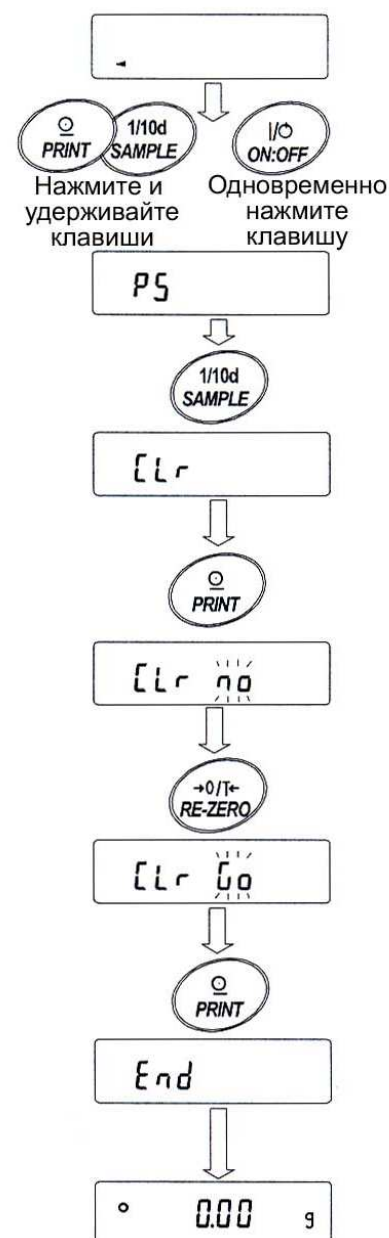 1/10d
I/⏻
PRINT SAMPLE
ON:OFF
Нажмите и
удерживайте
клавиши
Одновременно
нажмите
клавишу
PS
1/10d
SAMPLE
CLr
PRINT
CLr no
→0/T←
RE-ZERO
CLr Go
PRINT
End
0.00 g